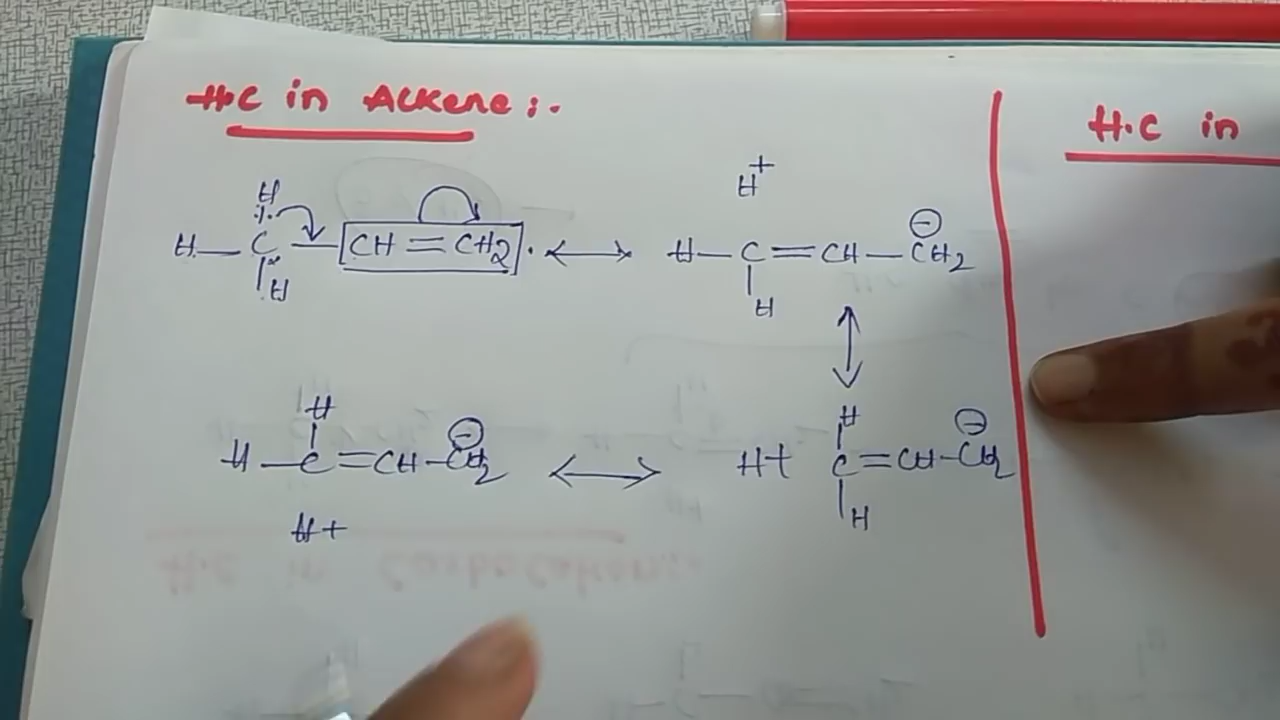 H.C in Alkene :-
H
H — C — CH = CH2 . ↔
H
H+
H — C = CH — CH2 ⊖
H
↕
H
H — C = CH — CH2 ⊖
H+
↔
H
H+ C = CH — CH2 ⊖
H
H.C in